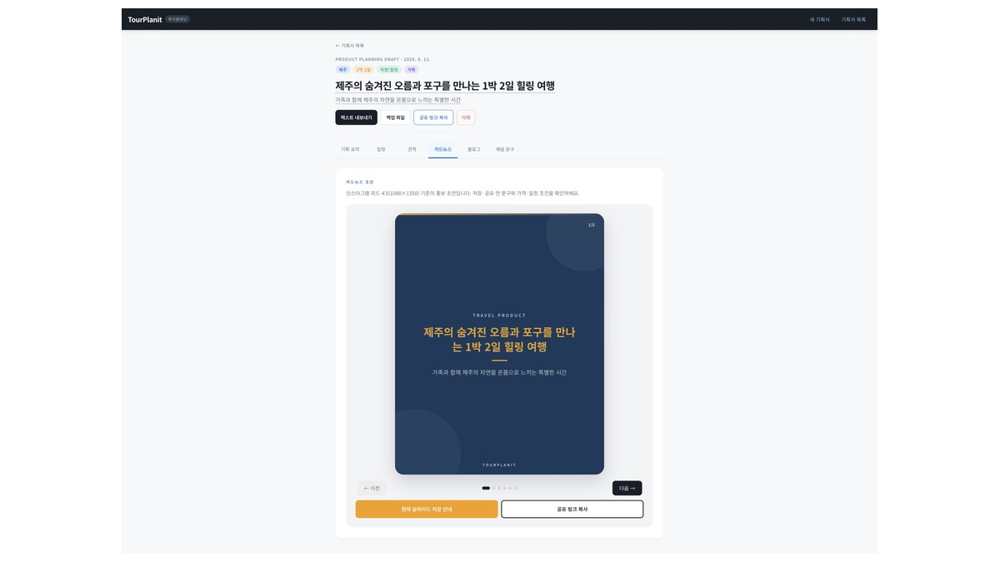 TourPlanit 투어플래닛
새 기획서 기획서 목록
← 기획서 목록
PRODUCT PLANNING DRAFT · 2026. 8. 12.
제주 1박 2일 자연/힐링 가족
제주의 숨겨진 오름과 포구를 만나는 1박 2일 힐링 여행
가족과 함께 제주의 자연을 온몸으로 느끼는 특별한 시간
텍스트 내보내기 백업 파일 공유 링크 복사 삭제
기획 요약 일정 견적 카드뉴스 블로그 채널 문구
카드뉴스 초안
인스타그램 피드 4:5(1080×1350) 기준의 홍보 초안입니다. 저장·공유 전 문구와 가격·일정 조건을 확인하세요.
1/6
TRAVEL PRODUCT
제주의 숨겨진 오름과 포구를 만나
는 1박 2일 힐링 여행
가족과 함께 제주의 자연을 온몸으로 느끼는 특별한 시간
TOURPLANIT
← 이전 다음 →
현재 슬라이드 저장 안내 공유 링크 복사